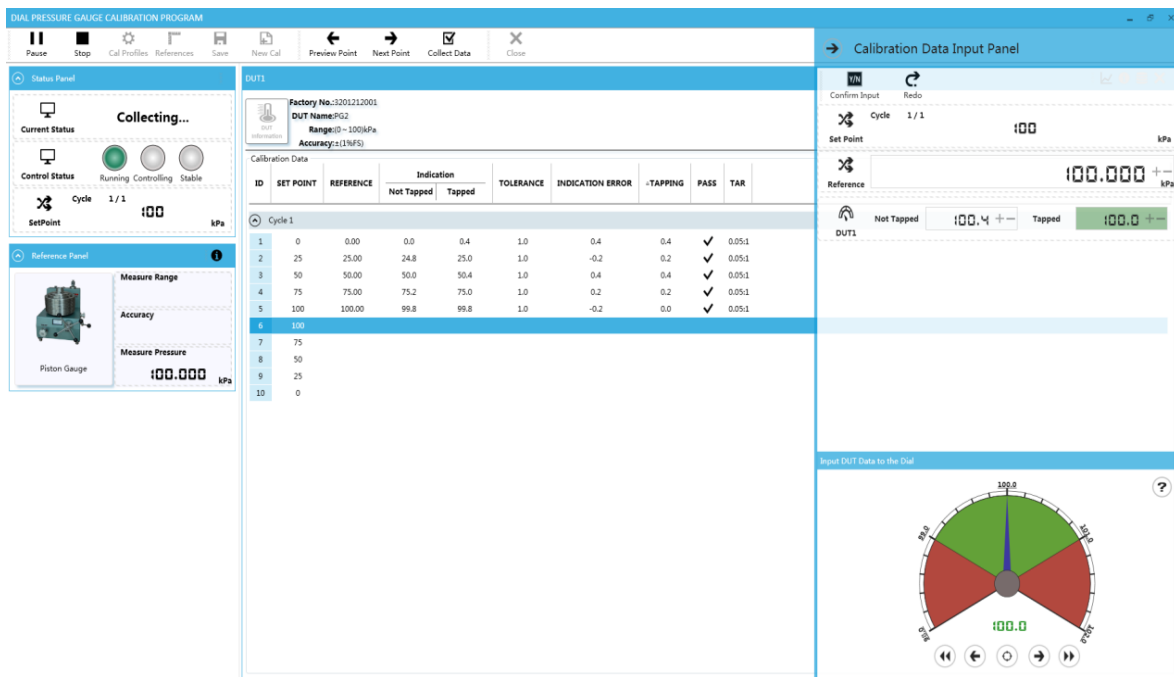 DIAL PRESSURE GAUGE CALIBRATION PROGRAM
Pause Stop Cal Profiles References Save New Cal Preview Point Next Point Collect Data Close
Status Panel
Current Status
Collecting...
Control Status
Running Controlling Stable
SetPoint
Cycle 1/1
100
kPa
Reference Panel
Piston Gauge
Measure Range
Accuracy
Measure Pressure
100.000 kPa
DUT1
DUT
Information
Factory No.:3201212001
DUT Name:PG2
Range:(0~100)kPa
Accuracy:±(1%FS)
Calibration Data
ID SET POINT REFERENCE Indication TOLERANCE INDICATION ERROR -TAPPING PASS TAR
Not Tapped Tapped
Cycle 1
1 0 0.00 0.0 0.4 1.0 0.4 0.4 0.05:1
2 25 25.00 24.8 25.0 1.0 -0.2 0.2 0.05:1
3 50 50.00 50.0 50.4 1.0 0.4 0.4 0.05:1
4 75 75.00 75.2 75.0 1.0 0.2 0.2 0.05:1
5 100 100.00 99.8 99.8 1.0 -0.2 0.0 0.05:1
6 100
7 75
8 50
9 25
10 0
Calibration Data Input Panel
Y/N
Confirm Input Redo
Set Point
Cycle 1/1
100
kPa
Reference
100.000
kPa
DUT1
Not Tapped 100.4 Tapped 100.0
Input DUT Data to the Dial
?
100.0
99.0
101.0
98.0
102.0
100.0